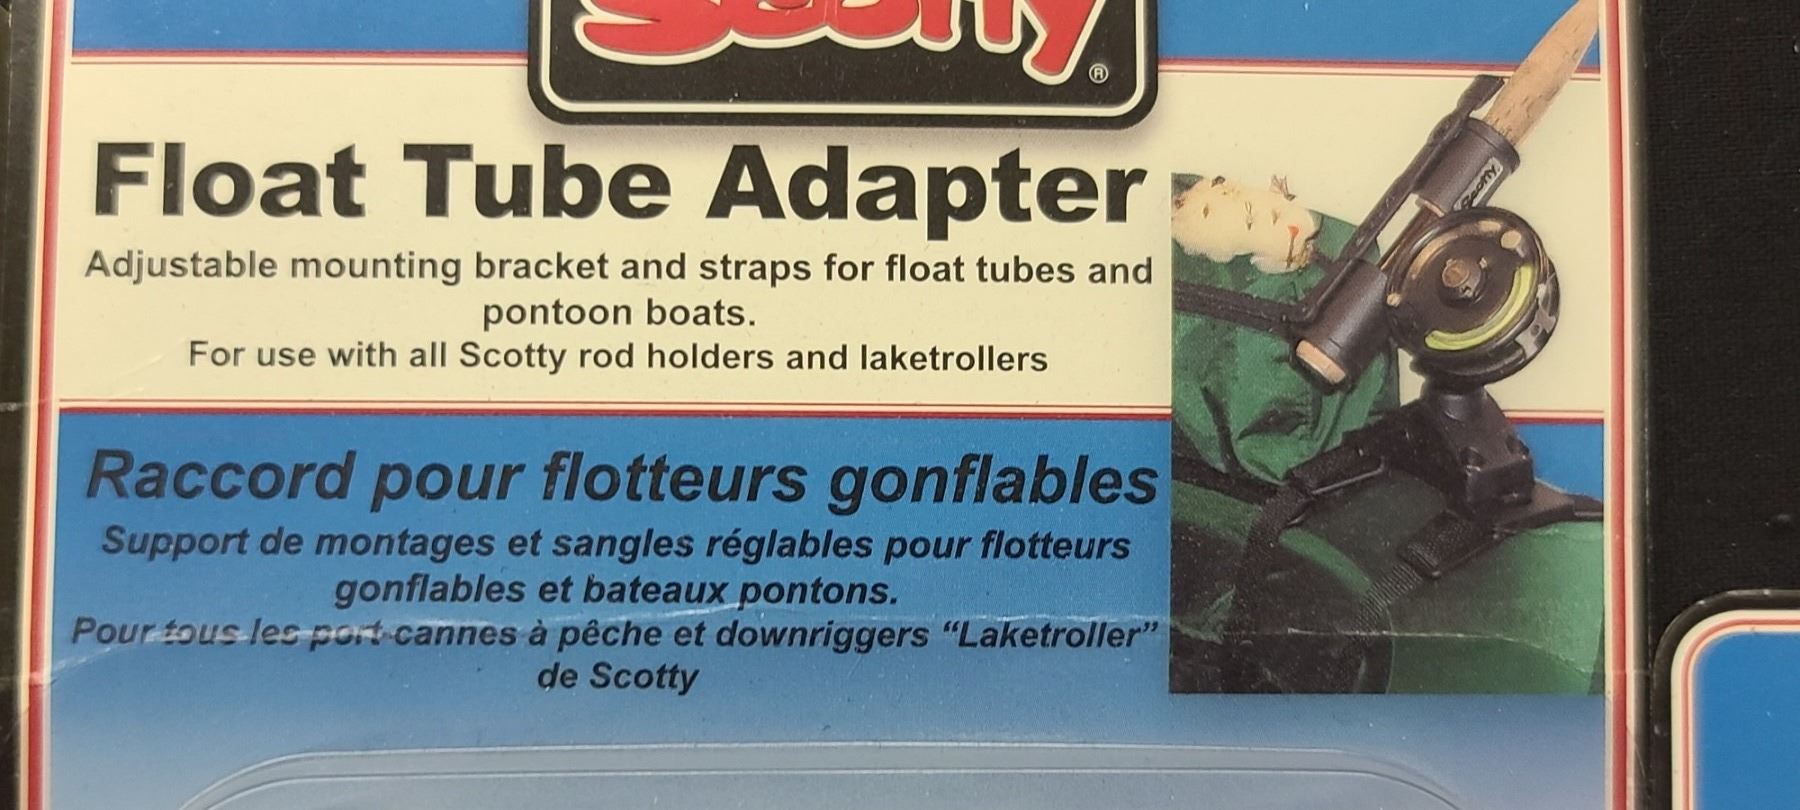 Scotty®
Float Tube Adapter
Adjustable mounting bracket and straps for float tubes and
pontoon boats.
For use with all Scotty rod holders and laketrollers
Raccord pour flotteurs gonflables
Support de montages et sangles réglables pour flotteurs
gonflables et bateaux pontons.
Pour tous les port-cannes à pêche et downriggers “Laketroller”
de Scotty
Scotty